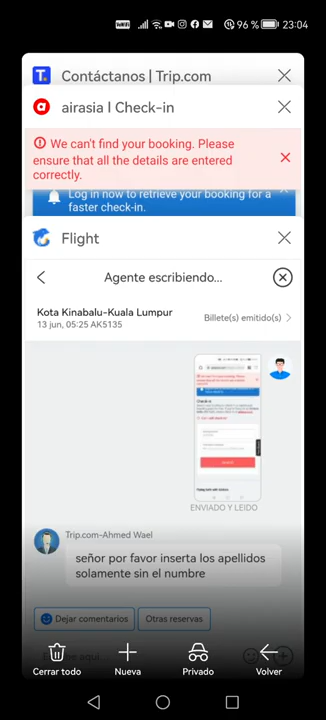 VoWiFi 96 % 23:04
Contáctanos | Trip.com
airasia | Check-in
We can't find your booking. Please
ensure that all the details are entered
correctly.
Log in now to retrieve your booking for a
faster check-in.
Flight
Agente escribiendo...
Kota Kinabalu-Kuala Lumpur
13 jun, 05:25 AK5135
Billete(s) emitido(s)
ENVIADO Y LEIDO
Trip.com-Ahmed Wael
señor por favor inserta los apellidos
solamente sin el numbre
Dejar comentarios
Otras reservas
Cerrar todo
Nueva
Privado
Volver